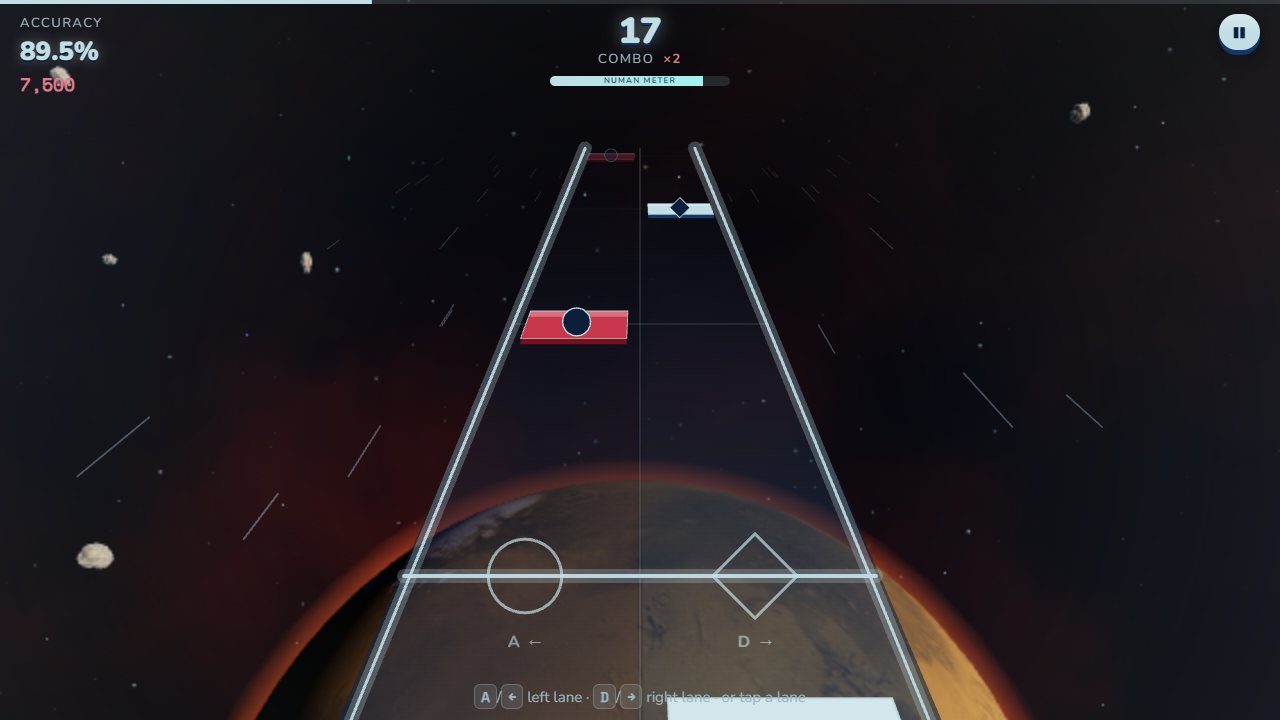 ACCURACY
89.5%
7,500
17
COMBO ×2
NUMAN METER
A ←
D →
A/← left lane · D/→ right lane · or tap a lane